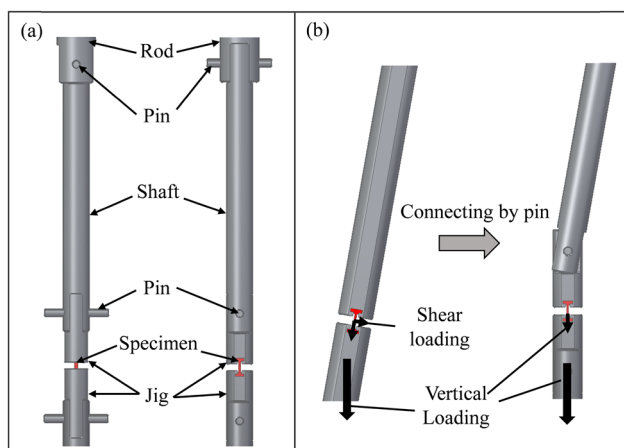 (a)
Rod
Pin
Shaft
Pin
Specimen
Jig
(b)
Connecting by pin
Shear
loading
Vertical
Loading